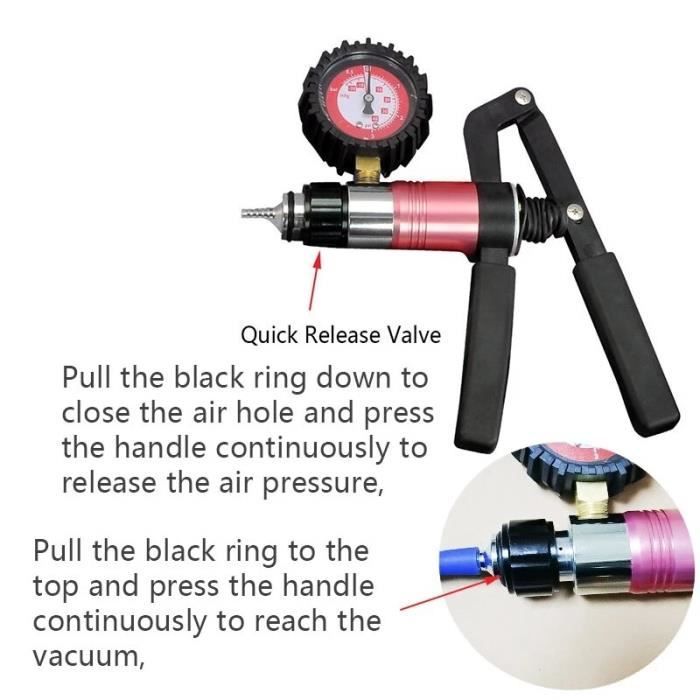 Quick Release Valve
Pull the black ring down to
close the air hole and press
the handle continuously to
release the air pressure,
Pull the black ring to the
top and press the handle
continuously to reach the
vacuum,